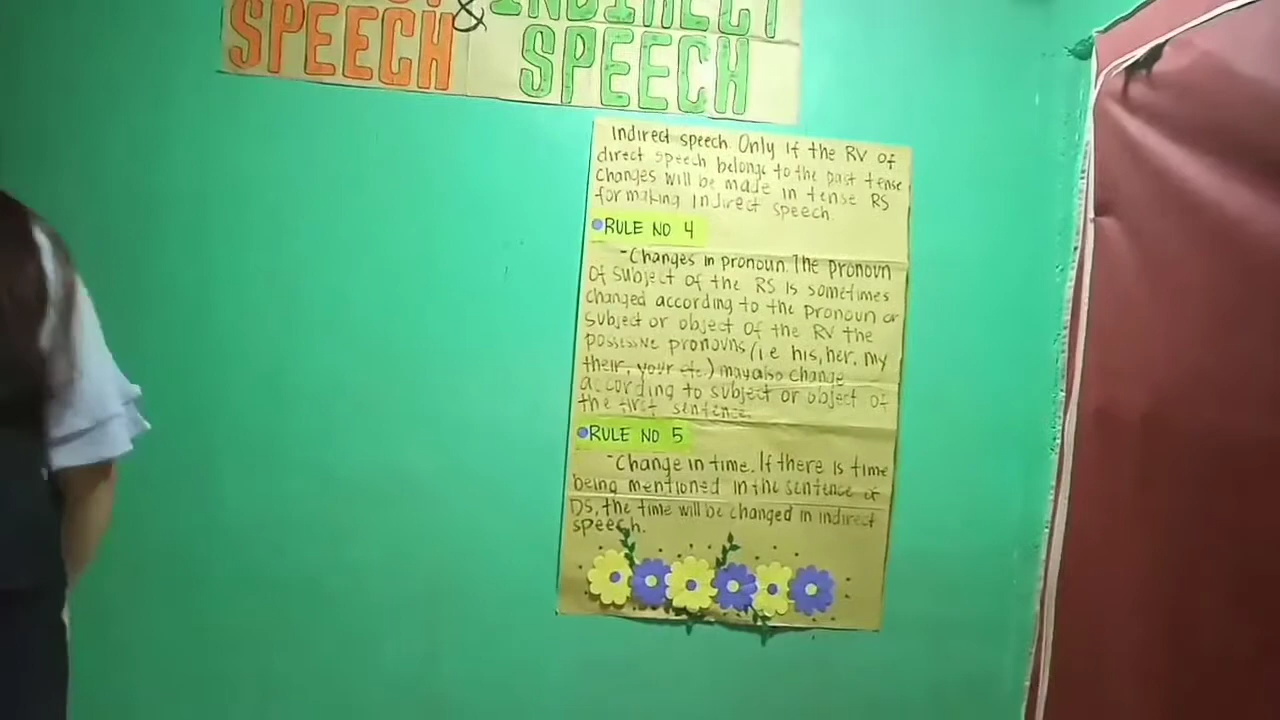 & INDIRECT
SPEECH SPEECH
Indirect speech. Only if the RV of
direct speech belongs to the past tense
changes will be made in tense RS
for making Indirect speech.
RULE NO 4
-Changes in pronoun. The pronoun
of subject of the RS is sometimes
changed according to the pronoun or
subject or object of the RV the
possessive pronouns (i e his, her, my
their, your etc.) may also change
according to subject or object of
the first sentence.
RULE NO 5
-Change in time. If there is time
being mentioned in the sentence of
DS, the time will be changed in indirect
speech.